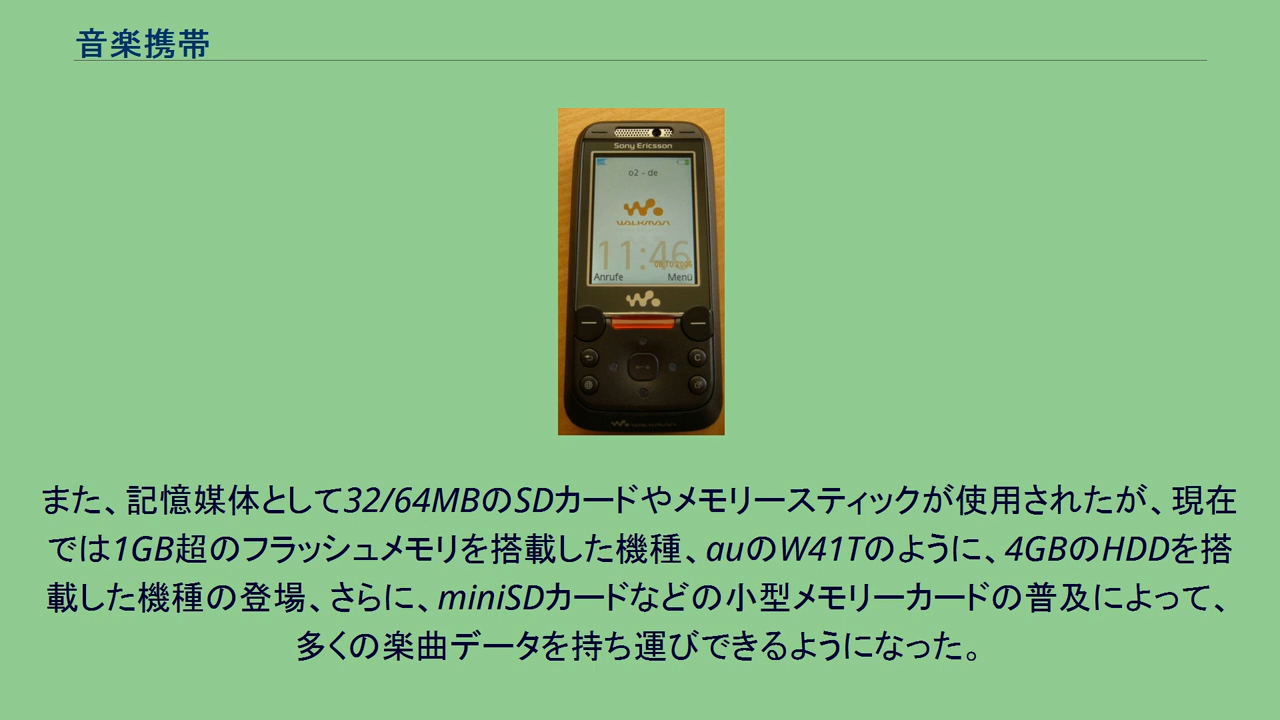 音楽携帯
Sony Ericsson
o2 - de
WALKMAN
11:46
Anrufe
Menü
C
WALKMAN
また、記憶媒体として32/64MBのSDカードやメモリースティックが使用されたが、現在
では1GB超のフラッシュメモリを搭載した機種、auのW41Tのように、4GBのHDDを搭
載した機種の登場、さらに、miniSDカードなどの小型メモリーカードの普及によって、
多くの楽曲データを持ち運びできるようになった。